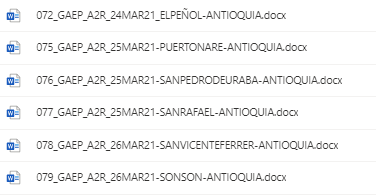 072_GAEP_A2R_24MAR21_ELPEÑOL-ANTIOQUIA.docx
075_GAEP_A2R_25MAR21-PUERTONARE-ANTIOQUIA.docx
076_GAEP_A2R_25MAR21-SANPEDRODEURABA-ANTIOQUIA.docx
077_GAEP_A2R_25MAR21-SANRAFAEL-ANTIOQUIA.docx
078_GAEP_A2R_26MAR21-SANVICENTEFERRER-ANTIOQUIA.docx
079_GAEP_A2R_26MAR21-SONSON-ANTIOQUIA.docx